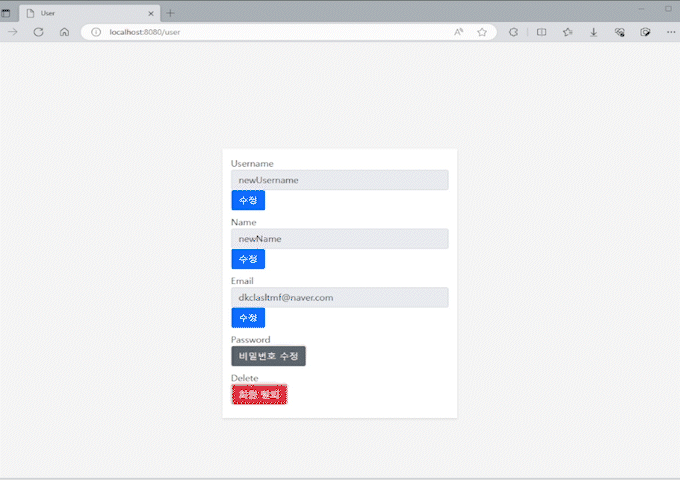 User
localhost:8080/user
Username
newUsername
수정
Name
newName
수정
Email
dkclasltmf@naver.com
수정
Password
비밀번호 수정
Delete
회원 탈퇴